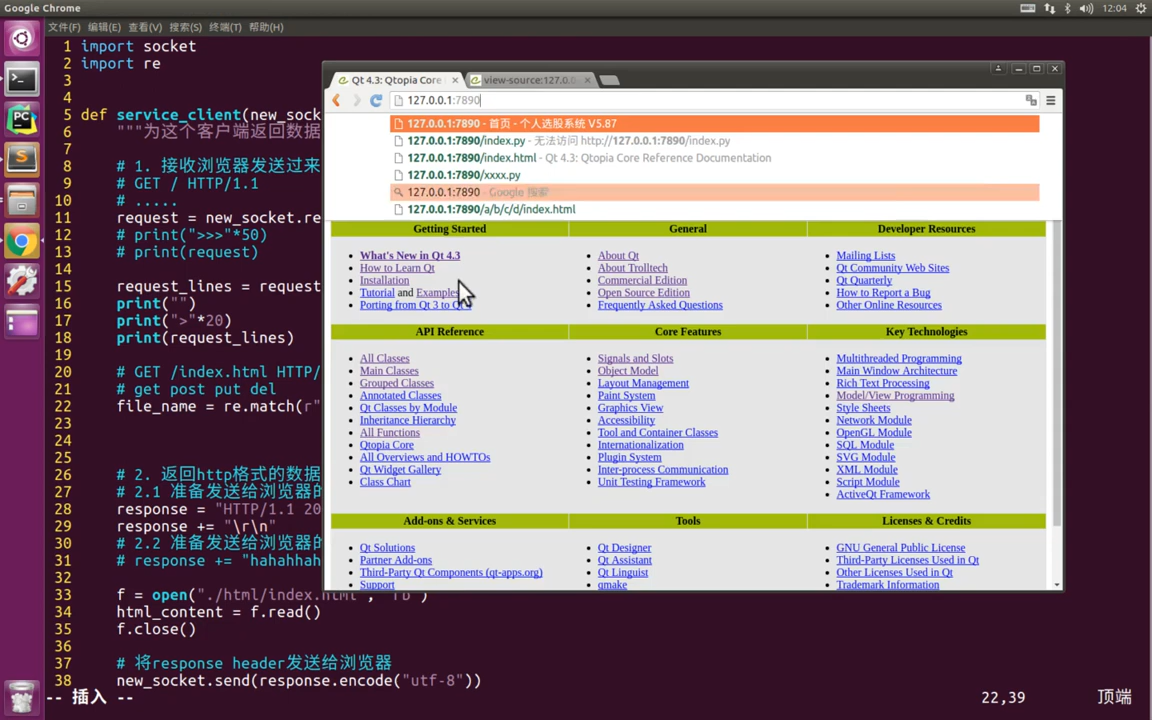 Google Chrome
12:04
文件(F) 编辑(E) 查看(V) 搜索(S) 终端(T) 帮助(H)
1 import socket
2 import re
3
4
5 def service_client(new_sock
6 """为这个客户端返回数据
7
8 # 1. 接收浏览器发送过来
9 # GET / HTTP/1.1
10 # .....
11 request = new_socket.re
12 # print(">>>"*50)
13 # print(request)
14
15 request_lines = request
16 print("")
17 print(">"*20)
18 print(request_lines)
19
20 # GET /index.html HTTP/
21 # get post put del
22 file_name = re.match(r"
23
24
25
26 # 2. 返回http格式的数据
27 # 2.1 准备发送给浏览器的
28 response = "HTTP/1.1 20
29 response += "\r\n"
30 # 2.2 准备发送给浏览器的
31 # response += "hahahhah
32
33 f = open("./html/index.html", "rb")
34 html_content = f.read()
35 f.close()
36
37 # 将response header发送给浏览器
38 new_socket.send(response.encode("utf-8"))
-- 插入 --
22,39
顶端
Qt 4.3: Qtopia Core
view-source:127.0.
127.0.0.1:7890
127.0.0.1:7890 - 首页 - 个人选股系统 V5.87
127.0.0.1:7890/index.py - 无法访问 http://127.0.0.1:7890/index.py
127.0.0.1:7890/index.html - Qt 4.3: Qtopia Core Reference Documentation
127.0.0.1:7890/xxxx.py
127.0.0.1:7890 - Google 搜索
127.0.0.1:7890/a/b/c/d/index.html
Getting Started
What's New in Qt 4.3
How to Learn Qt
Installation
Tutorial and Examples
Porting from Qt 3 to Qt 4
General
About Qt
About Trolltech
Commercial Edition
Open Source Edition
Frequently Asked Questions
Developer Resources
Mailing Lists
Qt Community Web Sites
Qt Quarterly
How to Report a Bug
Other Online Resources
API Reference
All Classes
Main Classes
Grouped Classes
Annotated Classes
Qt Classes by Module
Inheritance Hierarchy
All Functions
Qtopia Core
All Overviews and HOWTOs
Qt Widget Gallery
Class Chart
Core Features
Signals and Slots
Object Model
Layout Management
Paint System
Graphics View
Accessibility
Tool and Container Classes
Internationalization
Plugin System
Inter-process Communication
Unit Testing Framework
Key Technologies
Multithreaded Programming
Main Window Architecture
Rich Text Processing
Model/View Programming
Style Sheets
Network Module
OpenGL Module
SQL Module
SVG Module
XML Module
Script Module
ActiveQt Framework
Add-ons & Services
Qt Solutions
Partner Add-ons
Third-Party Qt Components (qt-apps.org)
Support
Tools
Qt Designer
Qt Assistant
Qt Linguist
qmake
Licenses & Credits
GNU General Public License
Third-Party Licenses Used in Qt
Other Licenses Used in Qt
Trademark Information